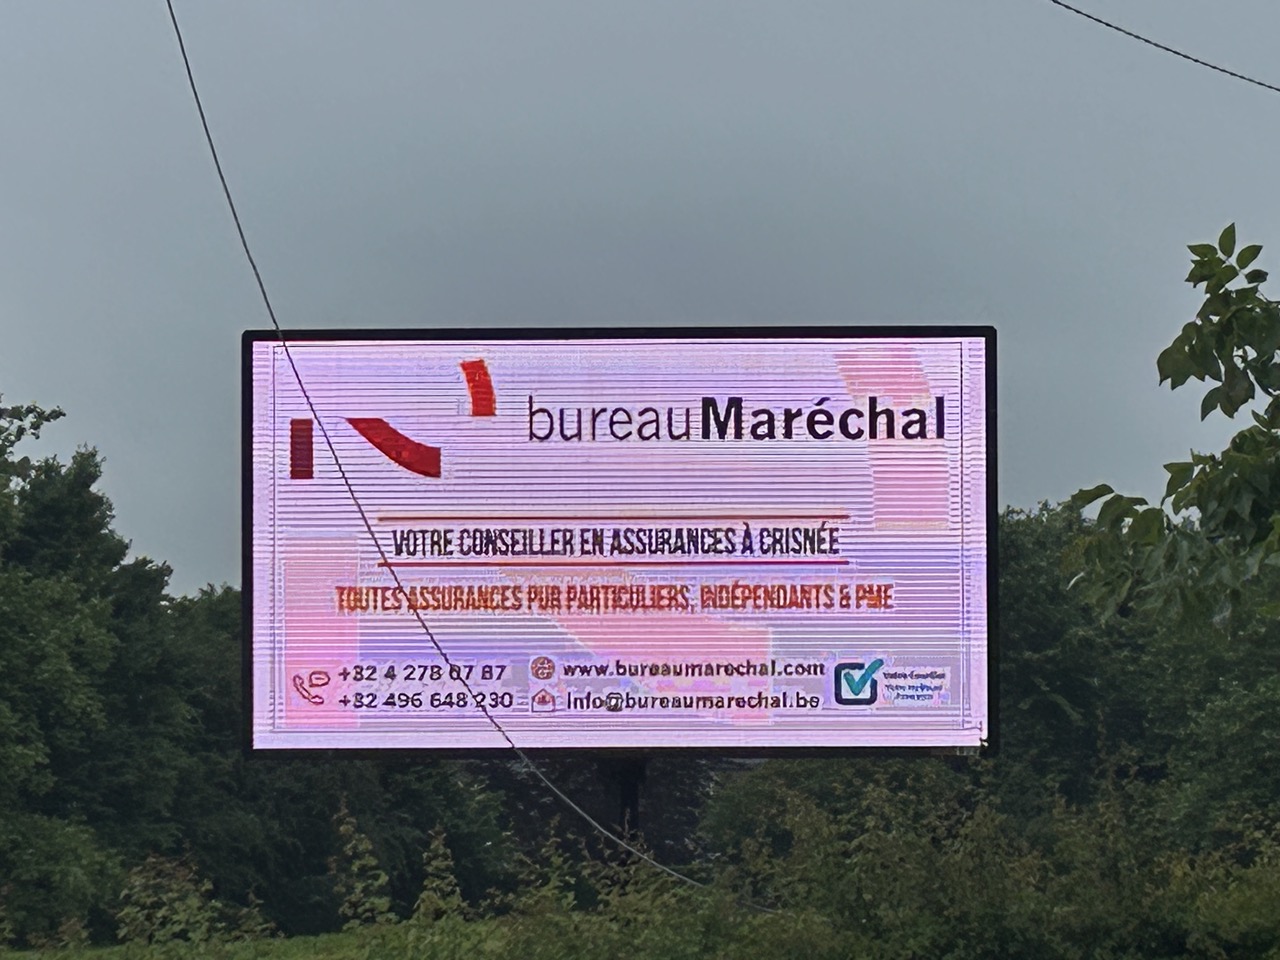 bureauMaréchal
VOTRE CONSEILLER EN ASSURANCES À CRISNÉE
TOUTES ASSURANCES PUR PARTICULIERS, INDÉPENDANTS & PME
+32 4 278 07 87
+32 496 648 230
www.bureaumarechal.com
info@bureaumarechal.be